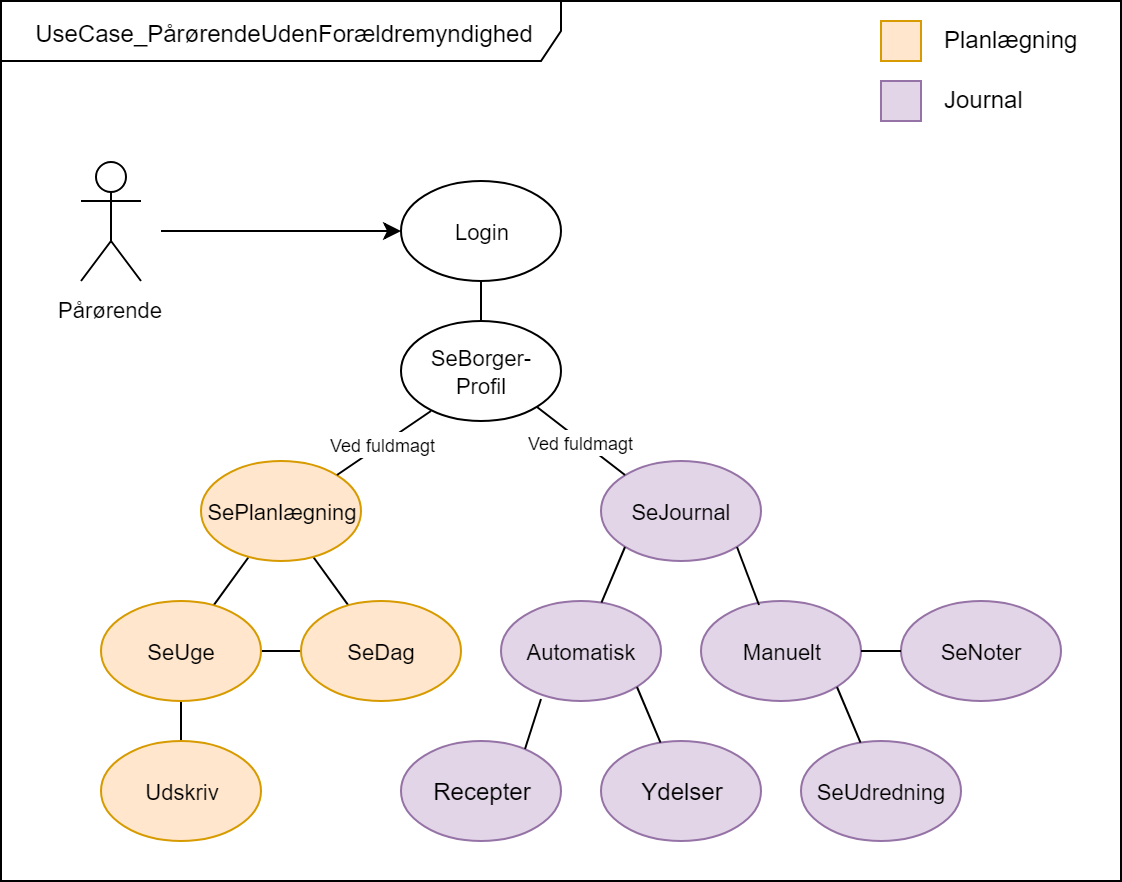 UseCase_PårørendeUdenForældremyndighed
Planlægning
Journal
Login
Pårørende
SeBorger-
Profil
Ved fuldmagt
Ved fuldmagt
SePlanlægning
SeJournal
SeUge
SeDag
Automatisk
Manuelt
SeNoter
Udskriv
Recepter
Ydelser
SeUdredning